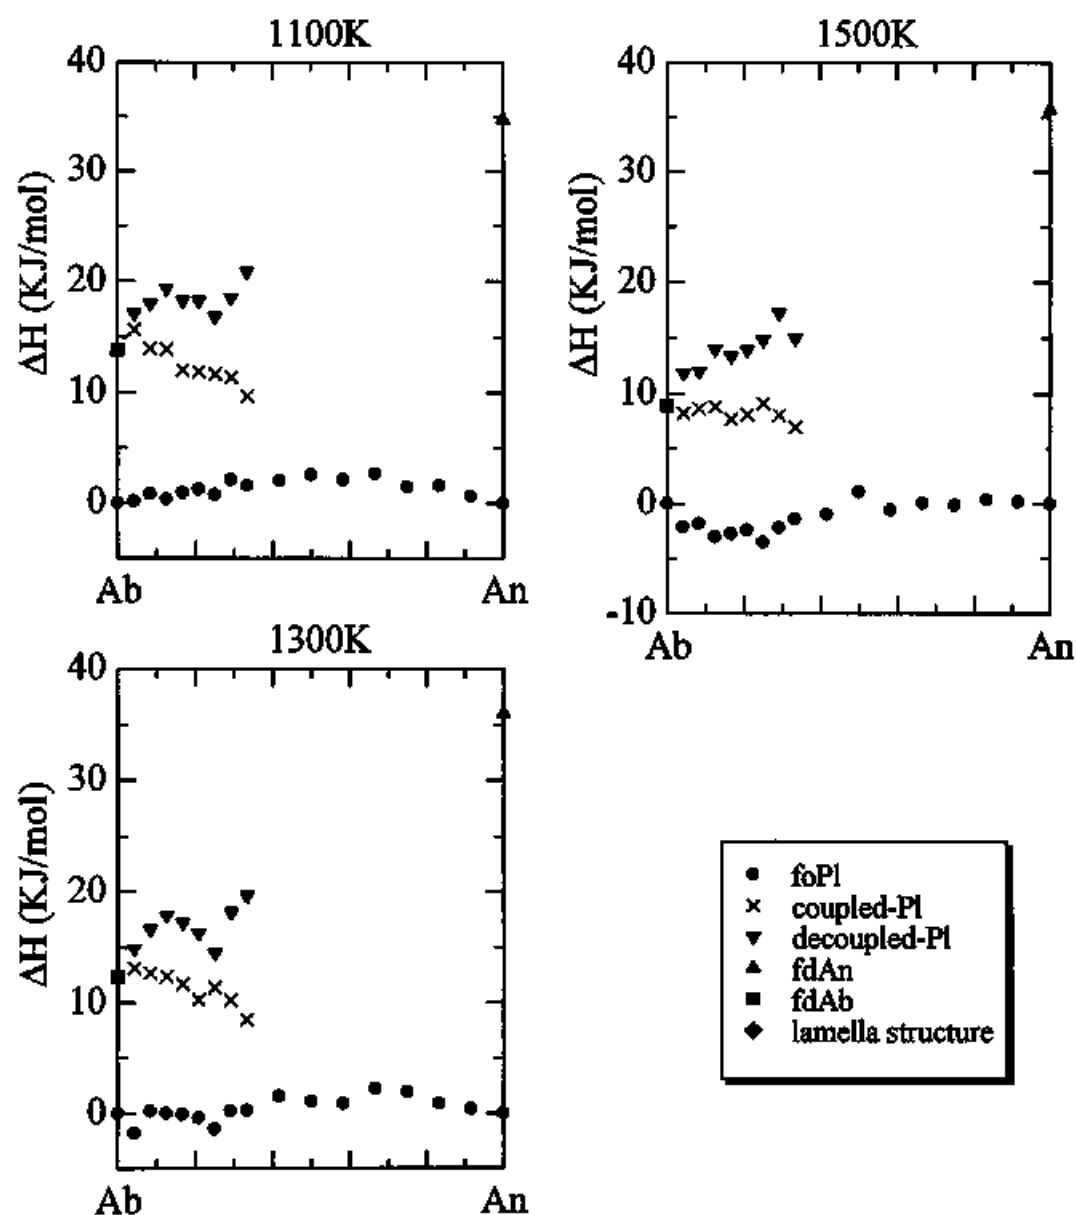 1100K
40
30
20
10
0
ΔH (KJ/mol)
Ab
An
1500K
40
30
20
10
0
-10
ΔH (KJ/mol)
Ab
An
1300K
40
30
20
10
0
ΔH (KJ/mol)
Ab
An
foPl
coupled-Pl
decoupled-Pl
fdAn
fdAb
lamella structure